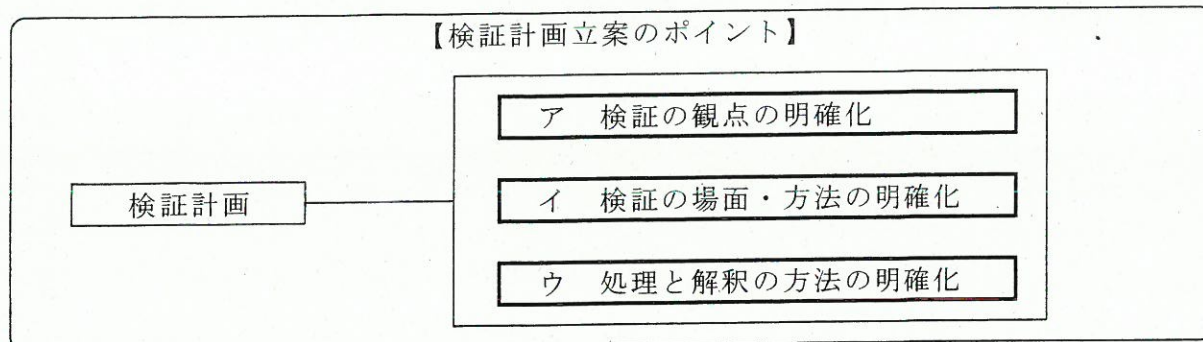 【検証計画立案のポイント】
ア 検証の観点の明確化
検証計画
イ 検証の場面・方法の明確化
ウ 処理と解釈の方法の明確化